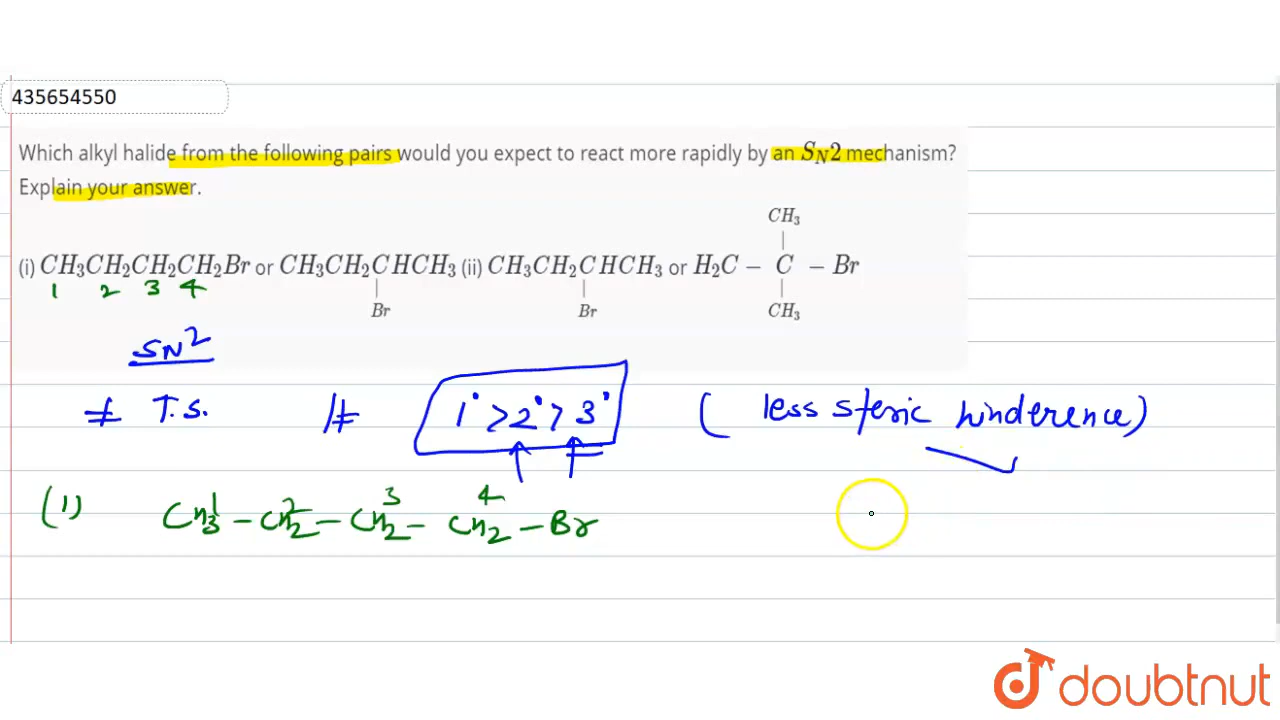 435654550
Which alkyl halide from the following pairs would you expect to react more rapidly by an S_N2 mechanism?
Explain your answer.
CH3
|
(i) CH3CH2CH2CH2Br or CH3CH2CHCH3 (ii) CH3CH2CHCH3 or H2C – C – Br
1 2 3 4 | | |
Br Br CH3
SN2
≠ T.S. 1° > 2° > 3° ( less steric hinderence )
1 2 3 4
(1) CH3 – CH2 – CH2 – CH2 – Br
doubtnut